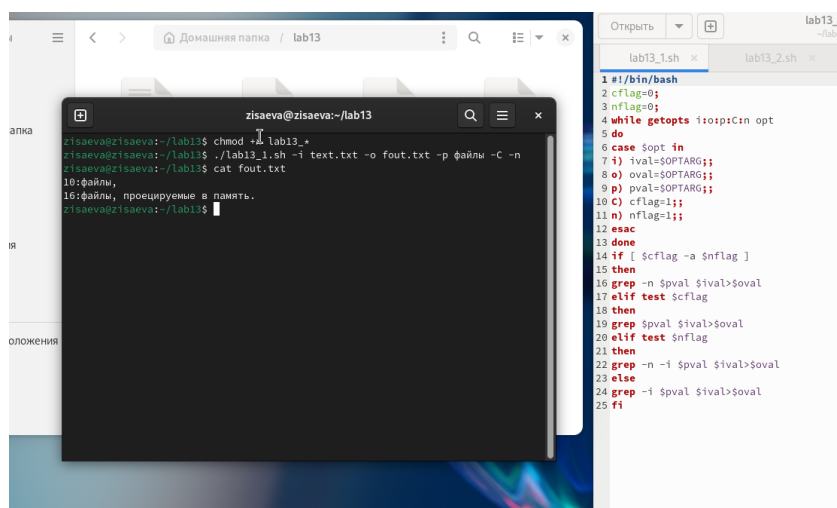 Домашняя папка / lab13
апка
ия
оложения
zisaeva@zisaeva:~/lab13
zisaeva@zisaeva:~/lab13$ chmod +x lab13_*
zisaeva@zisaeva:~/lab13$ ./lab13_1.sh -i text.txt -o fout.txt -p файлы -C -n
zisaeva@zisaeva:~/lab13$ cat fout.txt
10:файлы,
16:файлы, проецируемые в память.
zisaeva@zisaeva:~/lab13$
Открыть
lab13_
~/lab
lab13_1.sh
lab13_2.sh
1 #!/bin/bash
2 cflag=0;
3 nflag=0;
4 while getopts i:o:p:C:n opt
5 do
6 case $opt in
7 i) ival=$OPTARG;;
8 o) oval=$OPTARG;;
9 p) pval=$OPTARG;;
10 C) cflag=1;;
11 n) nflag=1;;
12 esac
13 done
14 if [ $cflag -a $nflag ]
15 then
16 grep -n $pval $ival>$oval
17 elif test $cflag
18 then
19 grep $pval $ival>$oval
20 elif test $nflag
21 then
22 grep -n -i $pval $ival>$oval
23 else
24 grep -i $pval $ival>$oval
25 fi